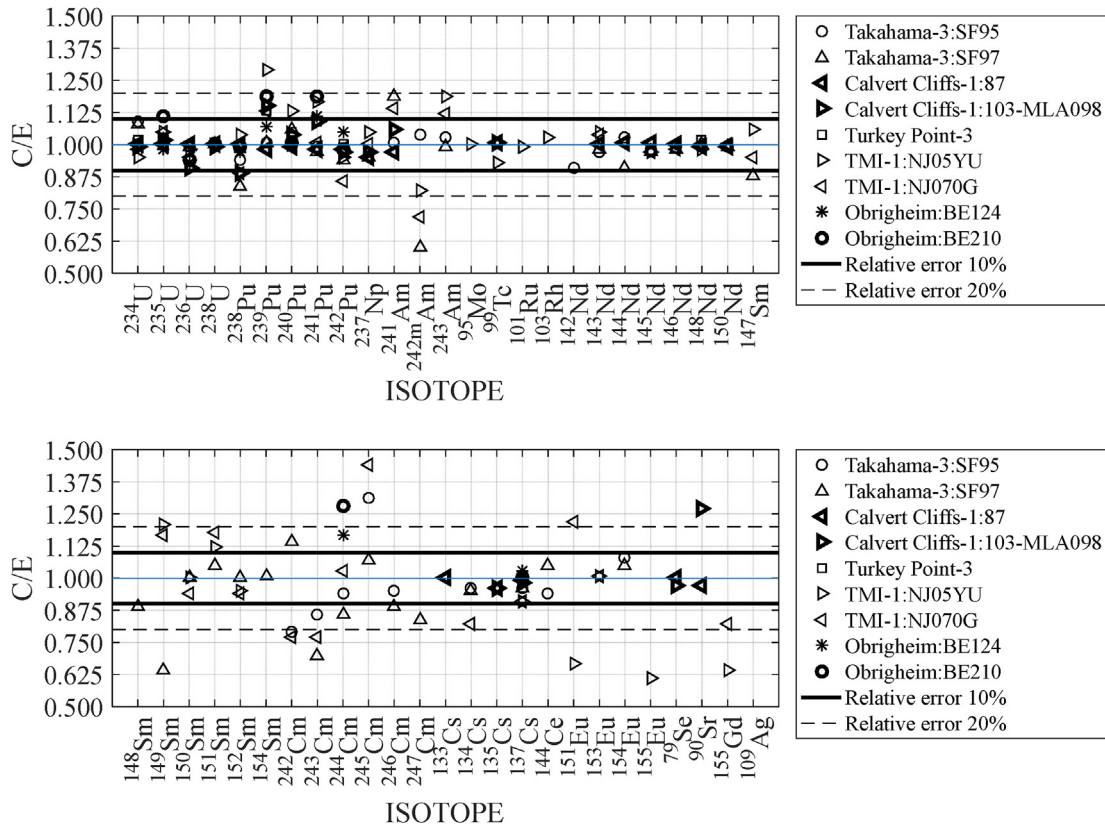 C/E
1.500
1.375
1.250
1.125
1.000
0.875
0.750
0.625
0.500
234U
235U
236U
238U
238Pu
239Pu
240Pu
241Pu
242Pu
237Np
241Am
242mAm
243Am
95Mo
99Tc
101Ru
103Rh
142Nd
143Nd
144Nd
145Nd
146Nd
148Nd
150Nd
147Sm
ISOTOPE
Takahama-3:SF95
Takahama-3:SF97
Calvert Cliffs-1:87
Calvert Cliffs-1:103-MLA098
Turkey Point-3
TMI-1:NJ05YU
TMI-1:NJ070G
Obrigheim:BE124
Obrigheim:BE210
Relative error 10%
Relative error 20%
C/E
1.500
1.375
1.250
1.125
1.000
0.875
0.750
0.625
0.500
148Sm
149Sm
150Sm
151Sm
152Sm
154Sm
242Cm
243Cm
244Cm
245Cm
246Cm
247Cm
133Cs
134Cs
135Cs
137Cs
144Ce
151Eu
153Eu
154Eu
155Eu
79Se
90Sr
155Gd
109Ag
ISOTOPE
Takahama-3:SF95
Takahama-3:SF97
Calvert Cliffs-1:87
Calvert Cliffs-1:103-MLA098
Turkey Point-3
TMI-1:NJ05YU
TMI-1:NJ070G
Obrigheim:BE124
Obrigheim:BE210
Relative error 10%
Relative error 20%